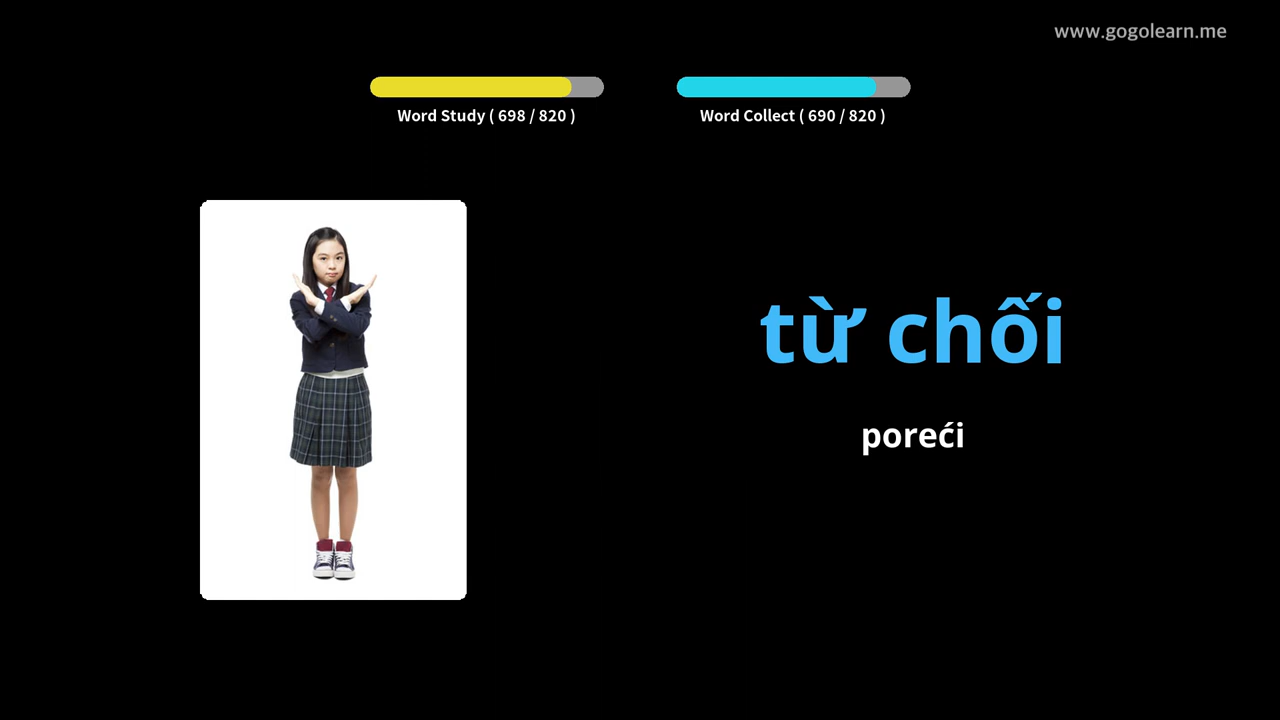 www.gogolearn.me
Word Study ( 698 / 820 )
Word Collect ( 690 / 820 )
từ chối
poreći